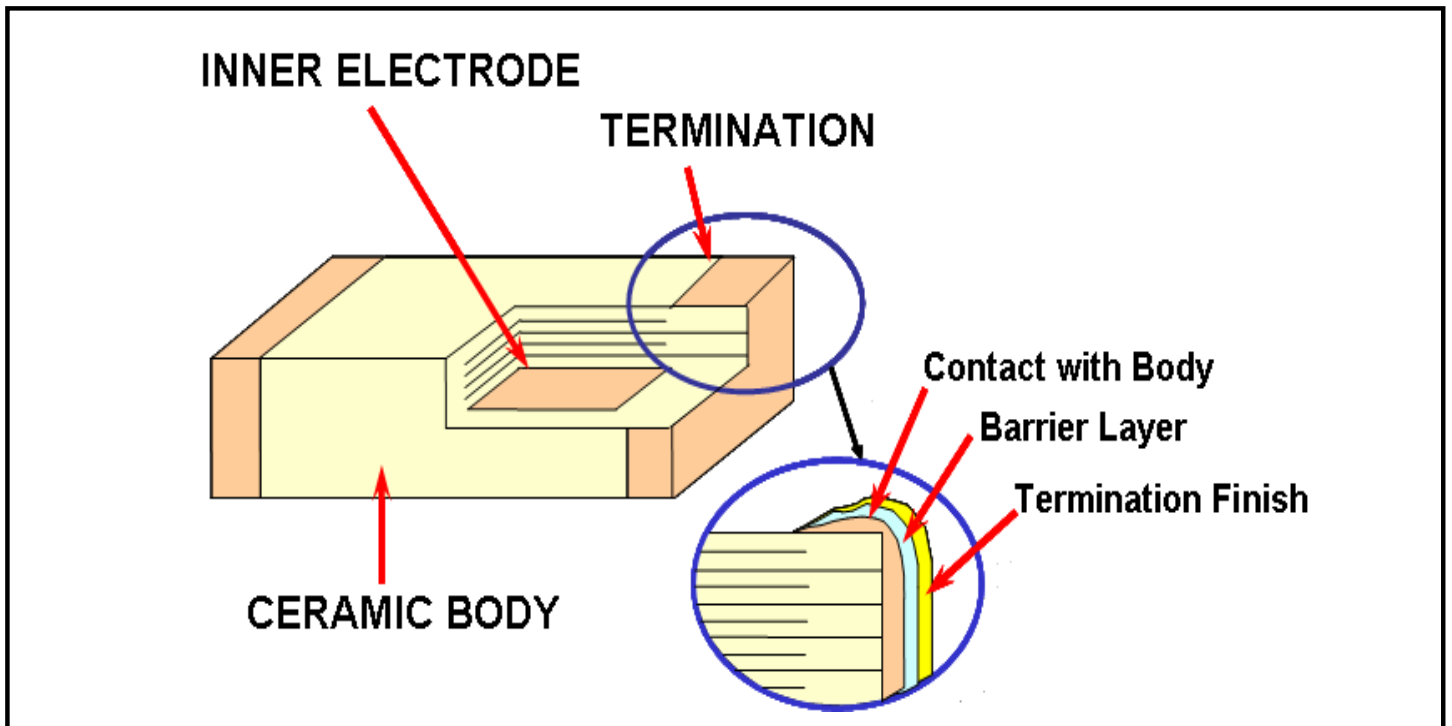 INNER ELECTRODE
TERMINATION
Contact with Body
Barrier Layer
Termination Finish
CERAMIC BODY